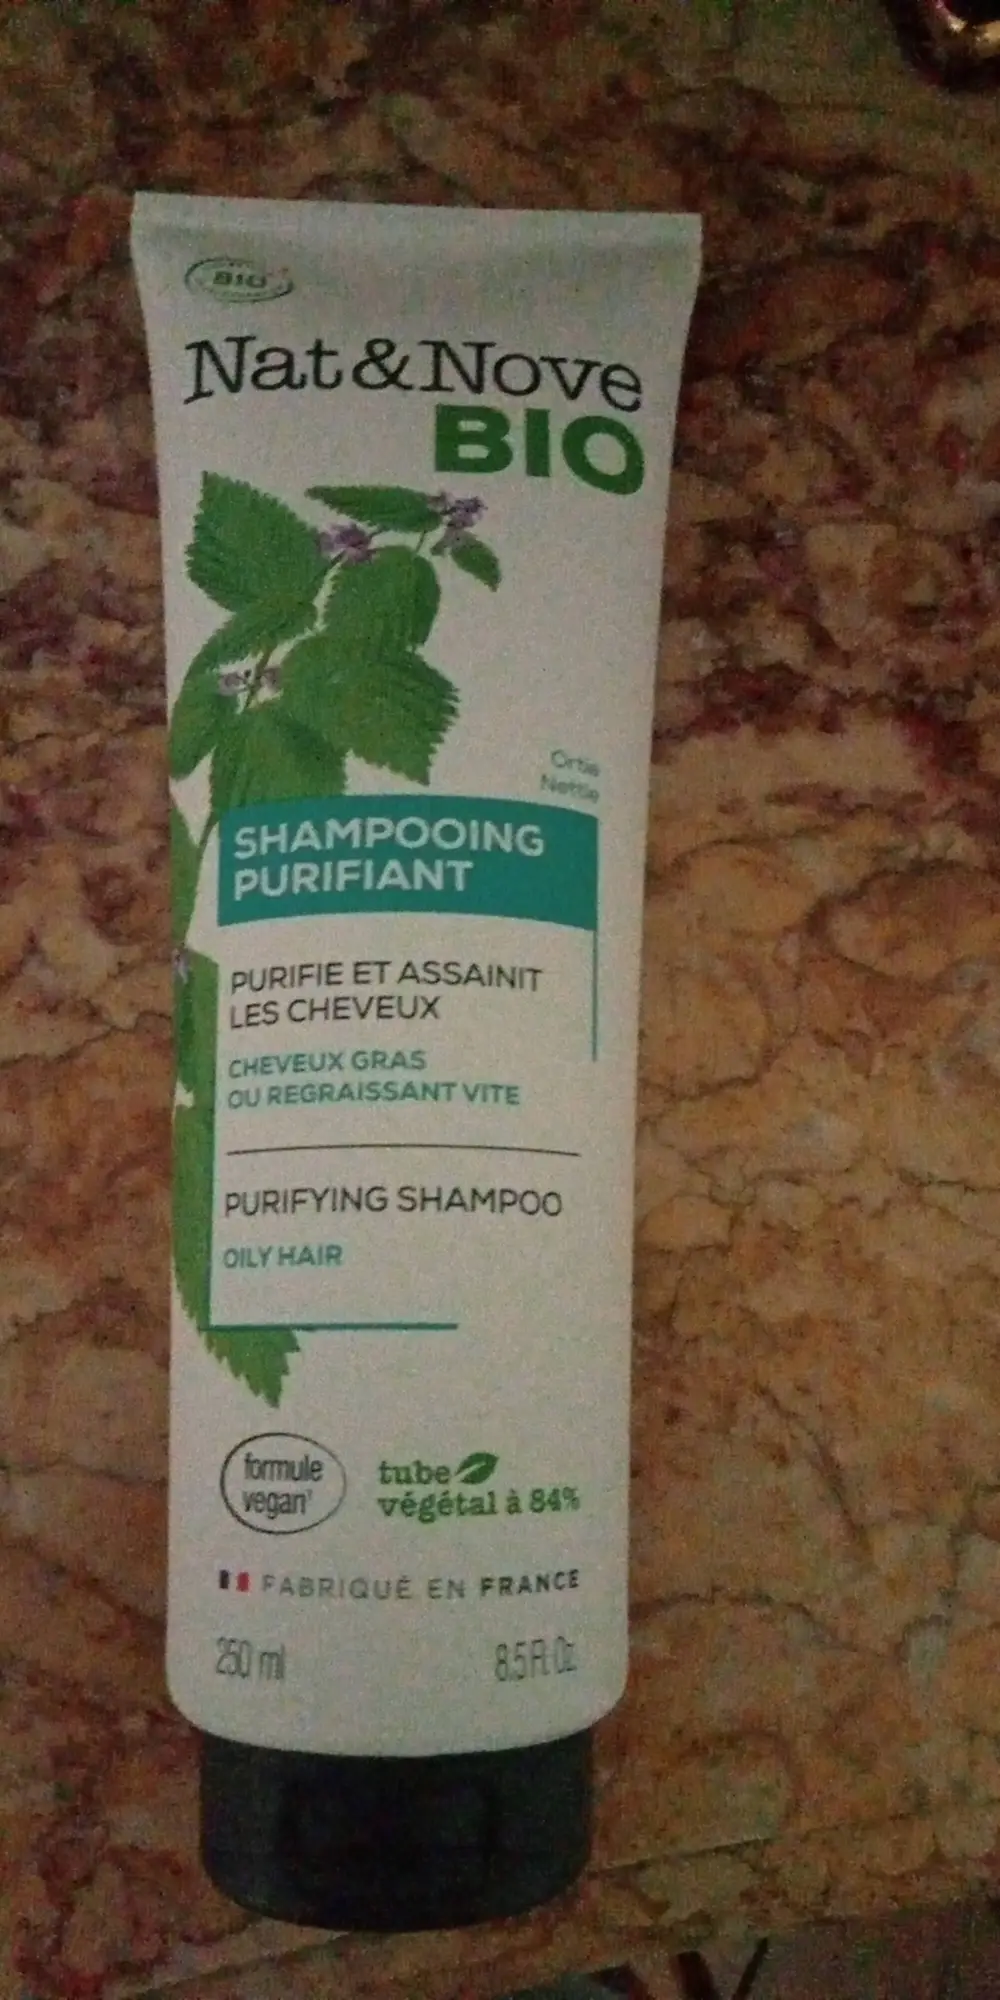 BIO
Nat&Nove
BIO
Ortie
Nettle
SHAMPOOING
PURIFIANT
PURIFIE ET ASSAINIT
LES CHEVEUX
CHEVEUX GRAS
OU REGRAISSANT VITE
PURIFYING SHAMPOO
OILY HAIR
formule
vegan¹
tube
végétal à 84%
FABRIQUÉ EN FRANCE
250 ml
8.5 Fl. Oz